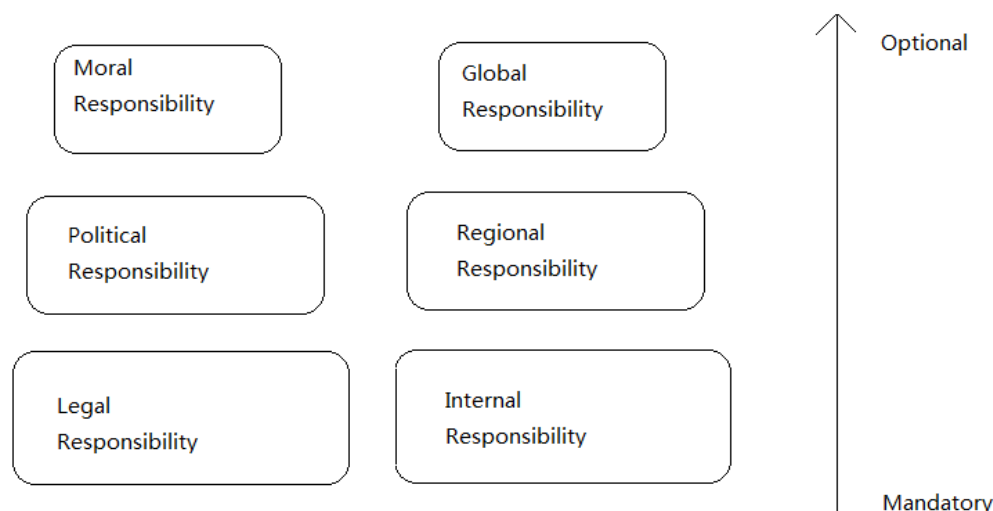 Moral
Responsibility
Global
Responsibility
Optional
Political
Responsibility
Regional
Responsibility
Legal
Responsibility
Internal
Responsibility
Mandatory